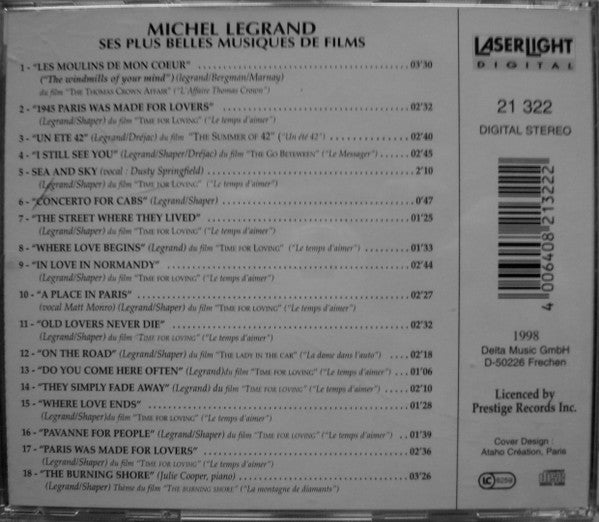 MICHEL LEGRAND
SES PLUS BELLES MUSIQUES DE FILMS
1 - "LES MOULINS DE MON COEUR" 03'30
("The windmills of your mind") (legrand/Bergman/Marnay)
du film "THE THOMAS CROWN AFFAIR" ("L'Affaire Thomas Crown")
2 - "1945 PARIS WAS MADE FOR LOVERS" 02'32
(Legrand/Shaper) du film "TIME FOR LOVING" ("Le temps d'aimer")
3 - "UN ETE 42" (Legrand/Dréjac) du film "THE SUMMER OF 42" ("Un été 42") 02'40
4 - "I STILL SEE YOU" (Legrand/Shaper/Dréjac) du film "THE GO BETEWREN" ("Le Messager") 02'45
5 - SEA AND SKY (vocal : Dusty Springfield) 2'10
(Legrand/Shaper) du film "TIME FOR LOVING" ("Le temps d'aimer")
6 - "CONCERTO FOR CABS" (Legrand/Shaper) 0'47
7 - "THE STREET WHERE THEY LIVED" 01'25
(Legrand/Shaper) du film "TIME FOR LOVING" ("Le temps d'aimer")
8 - "WHERE LOVE BEGINS" (Legrand) du film "TIME FOR LOVING" ("Le temps d'aimer") 01'33
9 - "IN LOVE IN NORMANDY" 02'44
(Legrand/Shaper) du film "TIME FOR LOVING" ("Le temps d'aimer")
10 - "A PLACE IN PARIS" 02'27
(vocal Matt Monro) (Legrand/Shaper) du film "TIME FOR LOVING" ("Le temps d'aimer")
11 - "OLD LOVERS NEVER DIE" 02'32
(Legrand/Shaper) du film "TIME FOR LOVING" ("Le temps d'aimer")
12 - "ON THE ROAD" (Legrand/Shaper) du film "THE LADY IN THE CAR" ("La dame dans l'auto") 02'18
13 - "DO YOU COME HERE OFTEN" (Legrand)du film "TIME FOR LOVING" ("Le temps d'aimer") 01'06
14 - "THEY SIMPLY FADE AWAY" (Legrand) du film "TIME FOR LOVING" ("Le temps d'aimer") 02'10
15 - "WHERE LOVE ENDS" 01'28
(Legrand/Shaper)du film "TIME FOR LOVING" ("Le temps d'aimer")
16 - "PAVANNE FOR PEOPLE" (Legrand/Shaper) du film "TIME FOR LOVING" ("Le temps d'aimer") 01'39
17 - "PARIS WAS MADE FOR LOVERS" 02'36
(Legrand/Shaper) du film "TIME FOR LOVING" ("Le temps d'aimer")
18 - "THE BURNING SHORE" (Julie Cooper, piano) 03'26
(Legrand/Shaper) Thème du film "THE BURNING SHORE" ("La montagne de diamants")
LASERLIGHT
DIGITAL
21 322
DIGITAL STEREO
4 006408 213222
1998
Delta Music GmbH
D-50226 Frechen
Licenced by
Prestige Records Inc.
Cover Design :
Ataho Création, Paris
LC